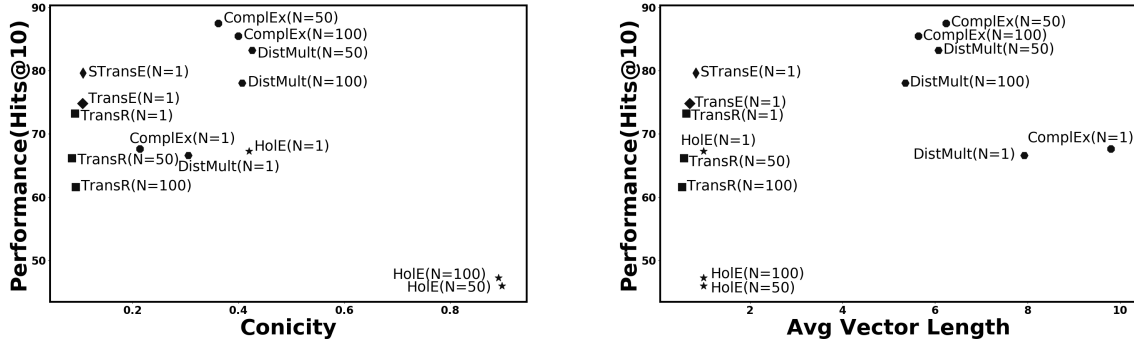 90
80
70
60
50
Performance(Hits@10)
ComplEx(N=50)
ComplEx(N=100)
DistMult(N=50)
STransE(N=1)
DistMult(N=100)
TransE(N=1)
TransR(N=1)
ComplEx(N=1)
HolE(N=1)
TransR(N=50)
DistMult(N=1)
TransR(N=100)
HolE(N=100)
HolE(N=50)
0.2 0.4 0.6 0.8
Conicity
90
80
70
60
50
Performance(Hits@10)
ComplEx(N=50)
ComplEx(N=100)
DistMult(N=50)
STransE(N=1)
DistMult(N=100)
TransE(N=1)
TransR(N=1)
HolE(N=1)
ComplEx(N=1)
DistMult(N=1)
TransR(N=50)
TransR(N=100)
HolE(N=100)
HolE(N=50)
2 4 6 8 10
Avg Vector Length